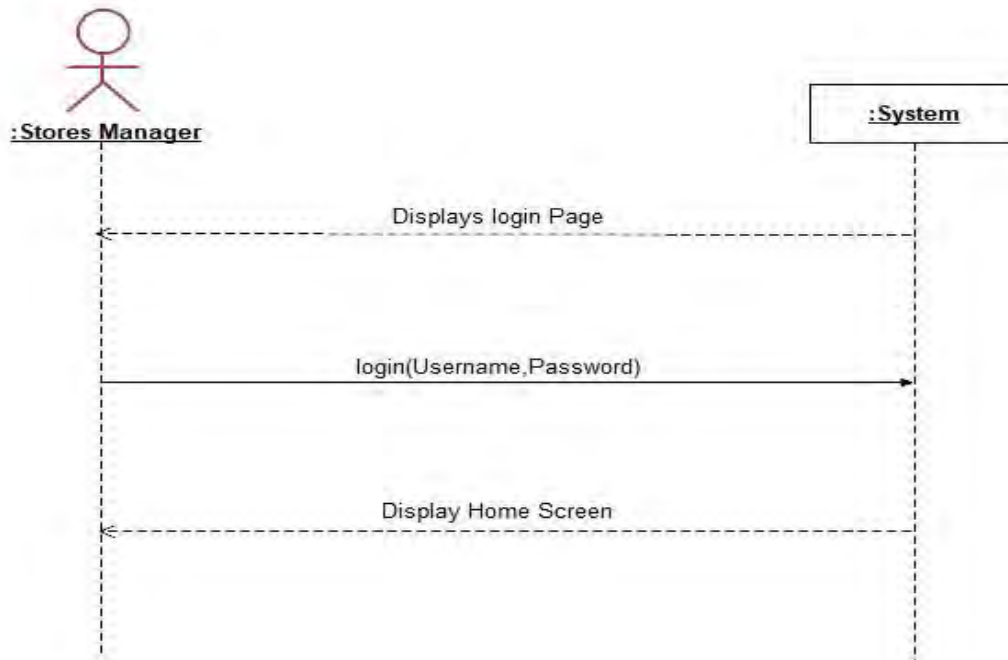 :Stores Manager
:System
Displays login Page
login(Username,Password)
Display Home Screen